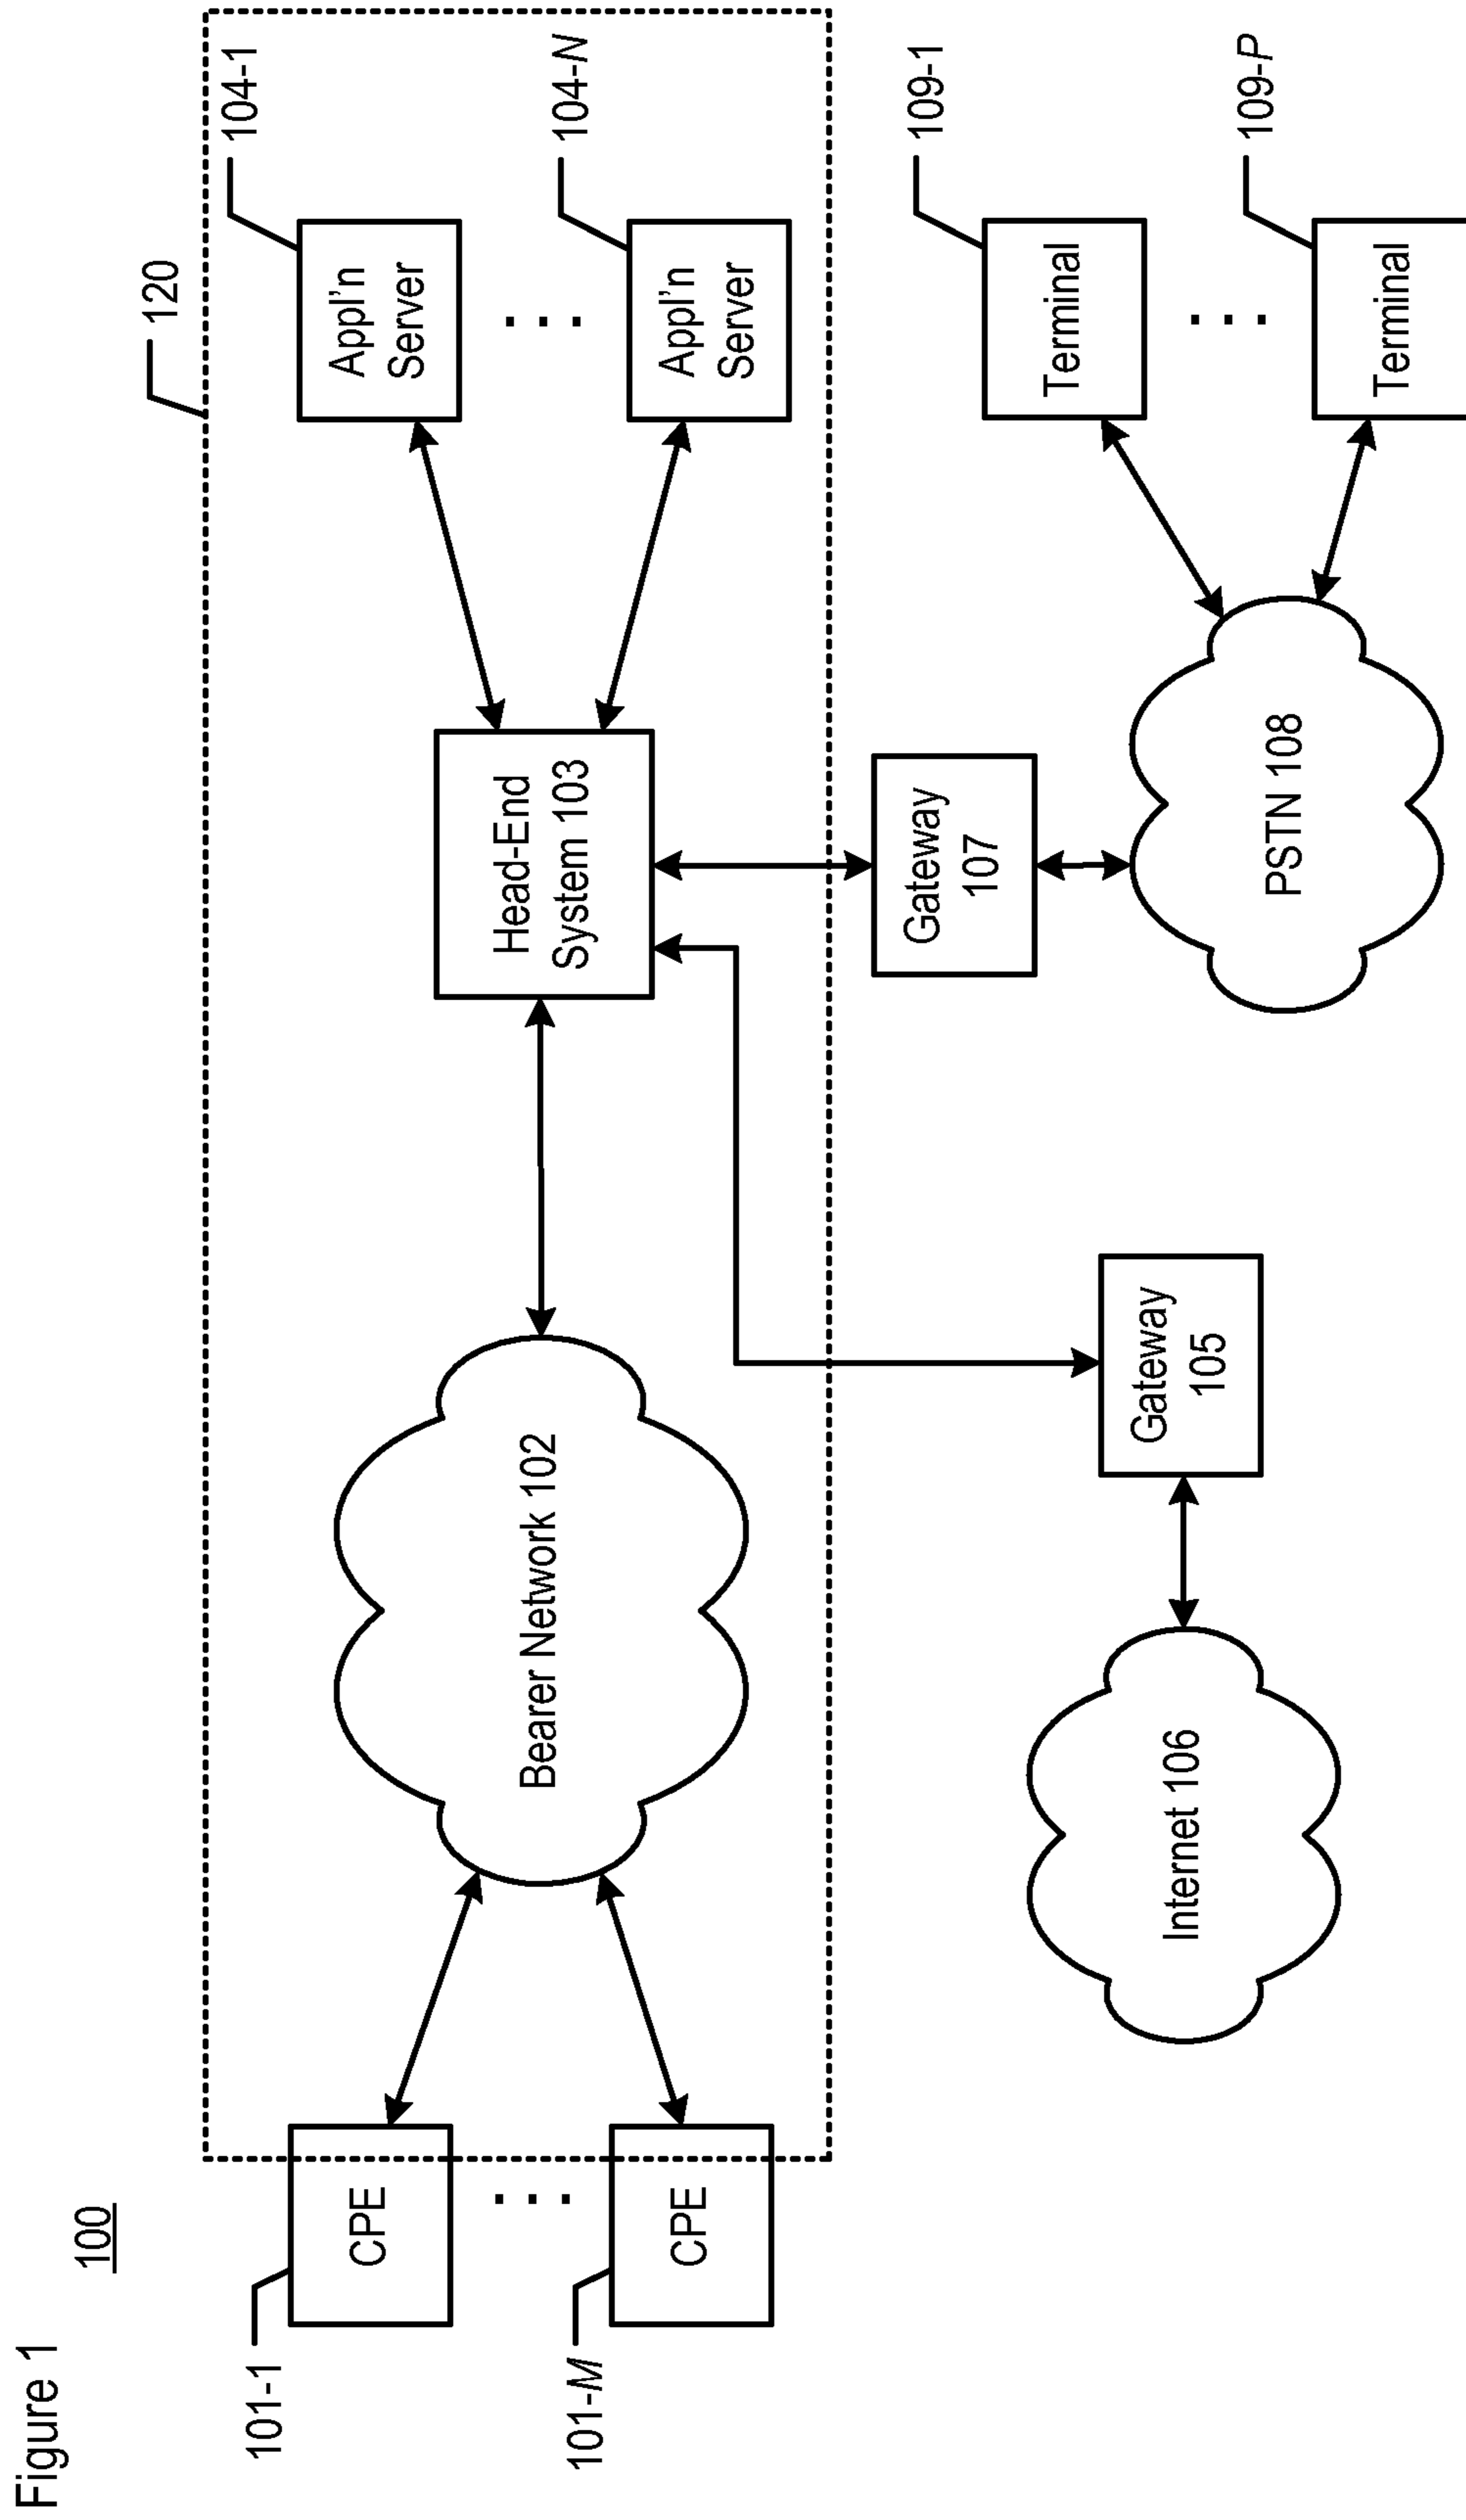 Figure 1
100
120
101-1
CPE
101-M
CPE
Bearer Network 102
Head-End
System 103
104-1
Appl'n
Server
104-N
Appl'n
Server
Internet 106
Gateway
105
Gateway
107
PSTN 108
109-1
Terminal
109-P
Terminal